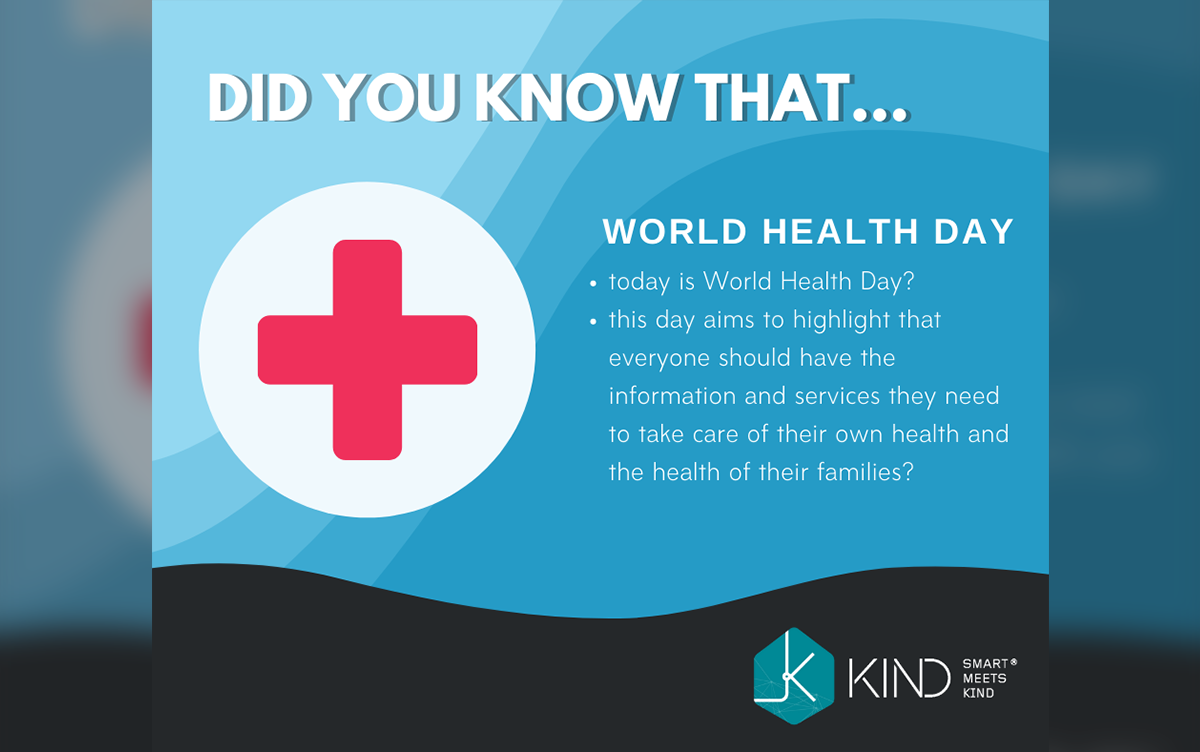 DID YOU KNOW THAT...
WORLD HEALTH DAY
• today is World Health Day?
• this day aims to highlight that
everyone should have the
information and services they need
to take care of their own health and
the health of their families?
KIND
SMART®
MEETS
KIND